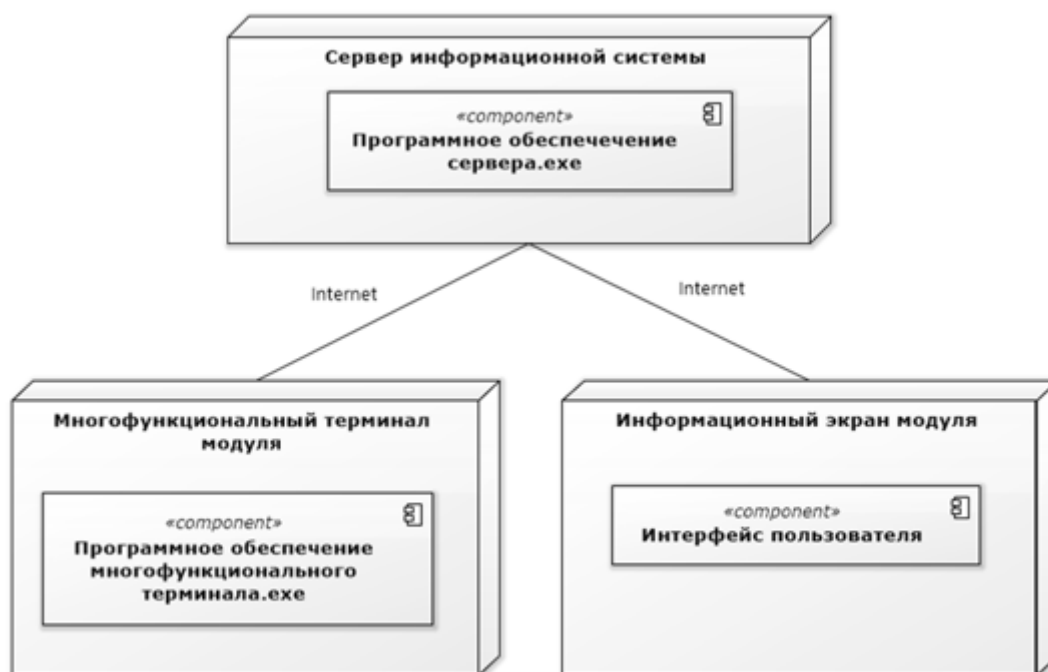 Сервер информационной системы
«component»
Программное обеспечечение
сервера.exe
Internet
Internet
Многофункциональный терминал
модуля
«component»
Программное обеспечение
многофункционального
терминала.exe
Информационный экран модуля
«component»
Интерфейс пользователя